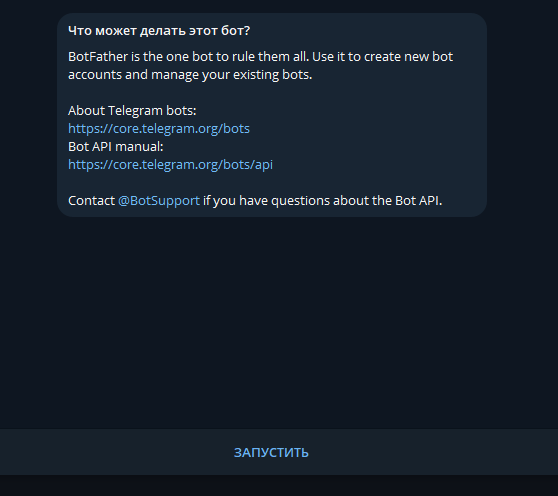 Что может делать этот бот?
BotFather is the one bot to rule them all. Use it to create new bot
accounts and manage your existing bots.
About Telegram bots:
https://core.telegram.org/bots
Bot API manual:
https://core.telegram.org/bots/api
Contact @BotSupport if you have questions about the Bot API.
ЗАПУСТИТЬ